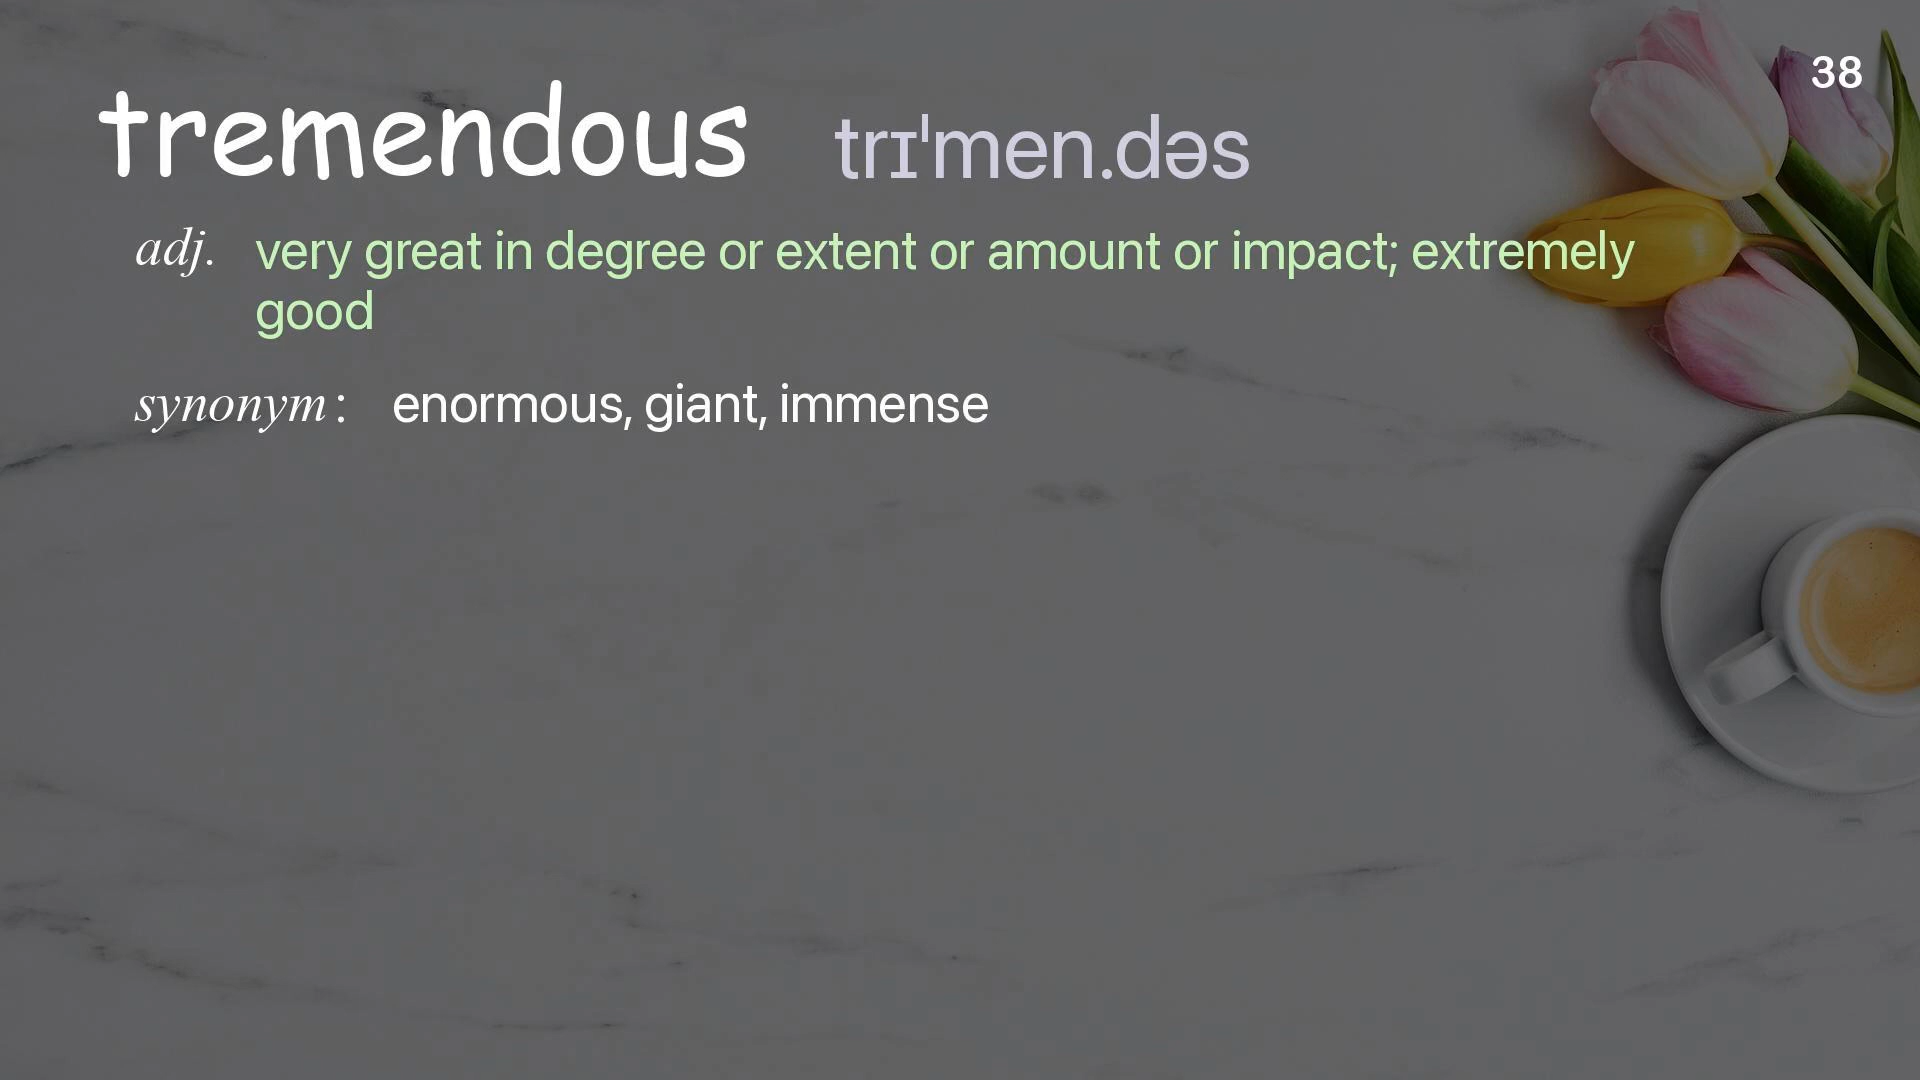 38
tremendous trɪˈmen.dəs
adj. very great in degree or extent or amount or impact; extremely
good
synonym: enormous, giant, immense